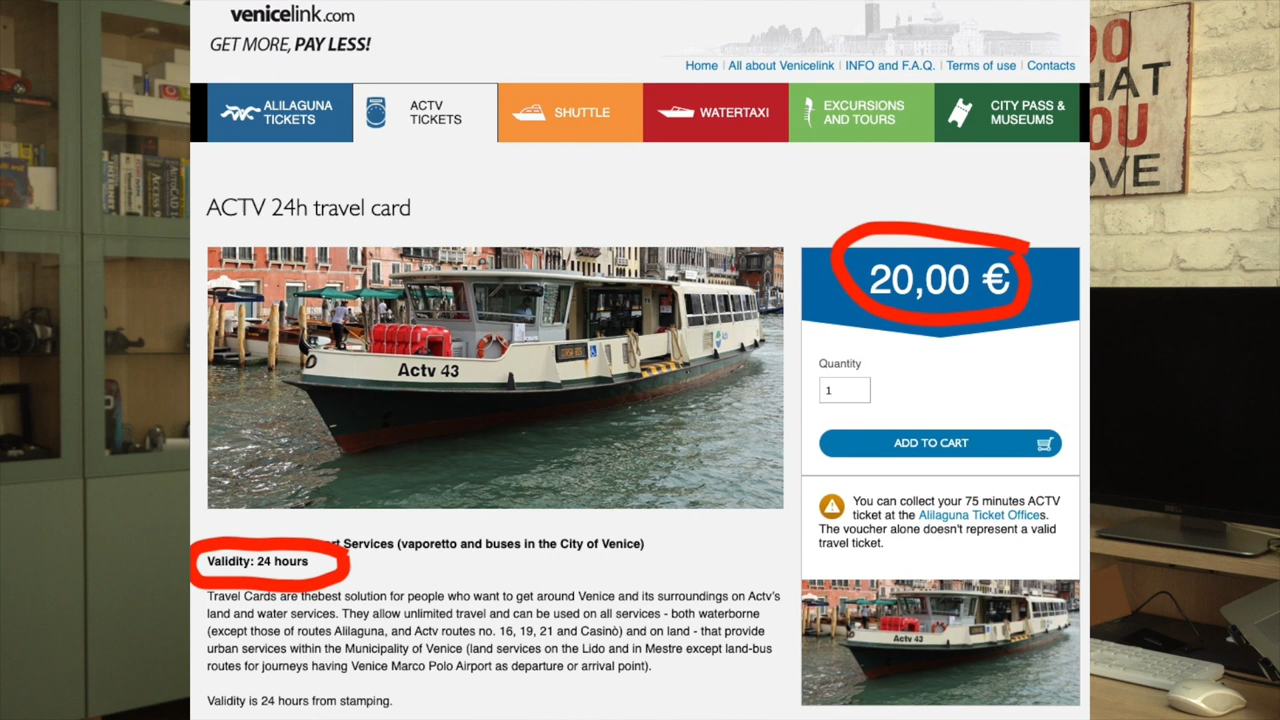 venicelink.com
GET MORE, PAY LESS!
Home | All about Venicelink | INFO and F.A.Q. | Terms of use | Contacts
ALILAGUNA
TICKETS
ACTV
TICKETS
SHUTTLE
WATERTAXI
EXCURSIONS
AND TOURS
CITY PASS &
MUSEUMS
ACTV 24h travel card
Actv 43
20,00 €
Quantity
1
ADD TO CART
You can collect your 75 minutes ACTV
ticket at the Alilaguna Ticket Offices.
The voucher alone doesn't represent a valid
travel ticket.
Services (vaporetto and buses in the City of Venice)
Validity: 24 hours
Travel Cards are thebest solution for people who want to get around Venice and its surroundings on Actv's
land and water services. They allow unlimited travel and can be used on all services - both waterborne
(except those of routes Alilaguna, and Actv routes no. 16, 19, 21 and Casinò) and on land - that provide
urban services within the Municipality of Venice (land services on the Lido and in Mestre except land-bus
routes for journeys having Venice Marco Polo Airport as departure or arrival point).
Validity is 24 hours from stamping.
Actv 43
YOU
DELL